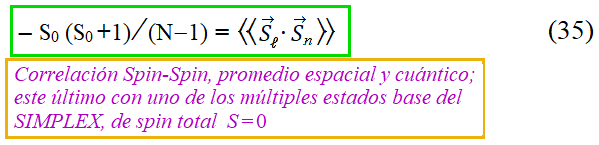 − S₀ (S₀+1)/(N−1) = ⟨⟨S⃗ℓ·S⃗n⟩⟩ (35)
Correlación Spin-Spin, promedio espacial y cuántico;
este último con uno de los múltiples estados base del
SIMPLEX, de spin total S=0